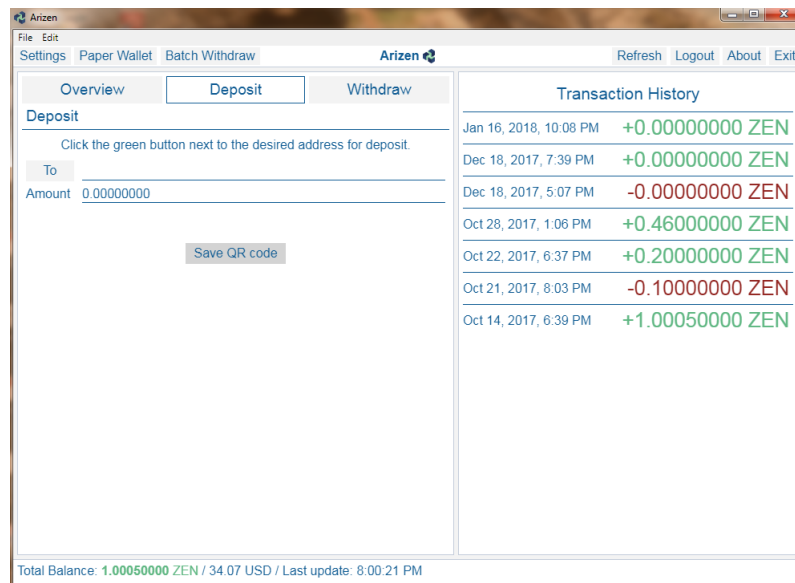 Arizen
File Edit
Settings Paper Wallet Batch Withdraw Arizen Refresh Logout About Exit
Overview Deposit Withdraw
Deposit
Click the green button next to the desired address for deposit.
To
Amount 0.00000000
Save QR code
Transaction History
Jan 16, 2018, 10:08 PM +0.00000000 ZEN
Dec 18, 2017, 7:39 PM +0.00000000 ZEN
Dec 18, 2017, 5:07 PM -0.00000000 ZEN
Oct 28, 2017, 1:06 PM +0.46000000 ZEN
Oct 22, 2017, 6:37 PM +0.20000000 ZEN
Oct 21, 2017, 8:03 PM -0.10000000 ZEN
Oct 14, 2017, 6:39 PM +1.00050000 ZEN
Total Balance: 1.00050000 ZEN / 34.07 USD / Last update: 8:00:21 PM